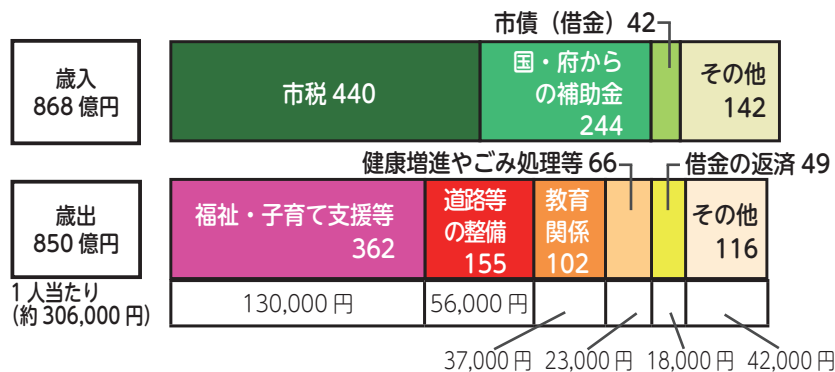 市債（借金）42
歳入
868 億円
市税 440
国・府から
の補助金
244
その他
142
健康増進やごみ処理等 66
借金の返済 49
歳出
850 億円
福祉・子育て支援等
362
道路等
の整備
155
教育
関係
102
その他
116
1 人当たり
(約 306,000 円)
130,000 円
56,000 円
37,000 円
23,000 円
18,000 円
42,000 円